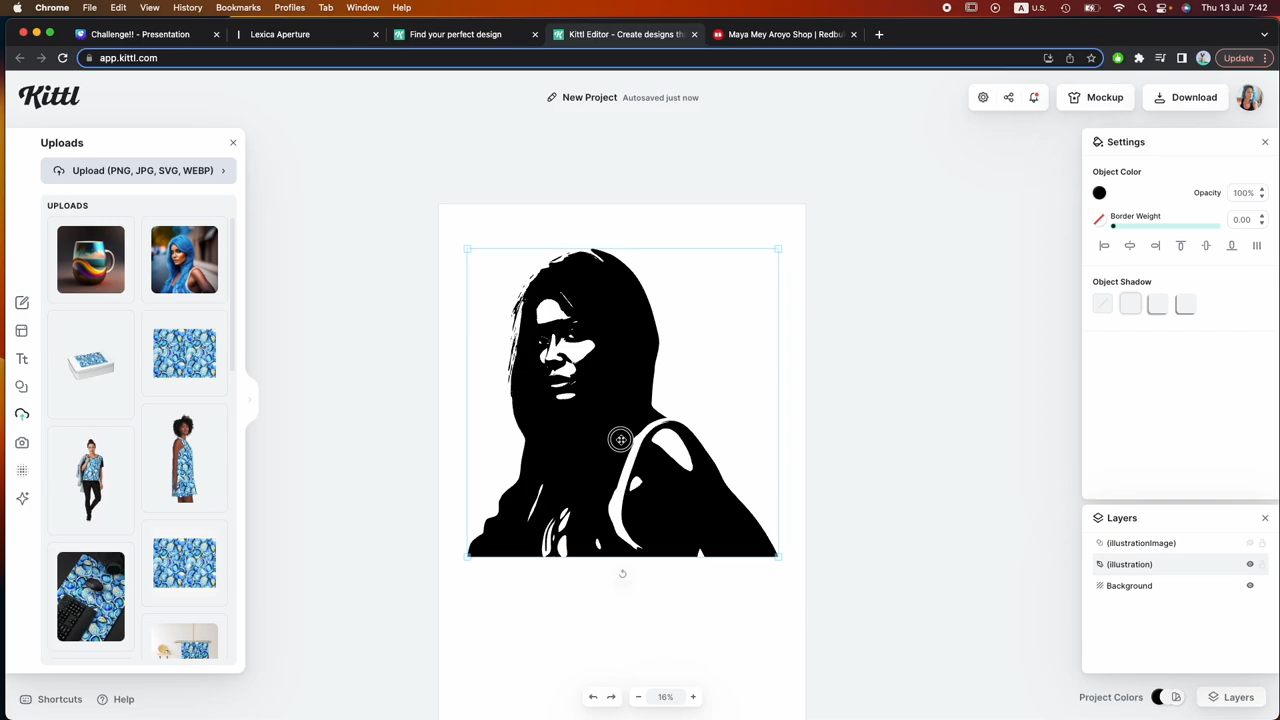 Chrome File Edit View History Bookmarks Profiles Tab Window Help
A U.S.
Thu 13 Jul 7:42
Challenge!! - Presentation
Lexica Aperture
Find your perfect design
Kittl Editor - Create designs th
Maya Mey Aroyo Shop | Redbu
app.kittl.com
Update
Kittl
New Project Autosaved just now
Mockup
Download
Uploads
Upload (PNG, JPG, SVG, WEBP)
UPLOADS
Tt
Settings
Object Color
Opacity 100%
Border Weight 0.00
Object Shadow
Layers
(illustrationImage)
(illustration)
Background
Shortcuts
Help
16%
Project Colors
Layers